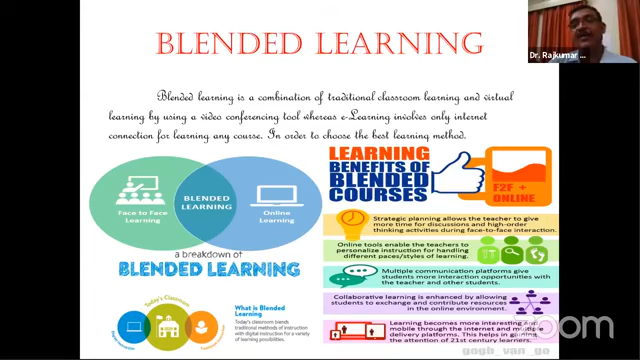 BLENDED LEARNING
Dr. Rajkumar ...
Blended learning is a combination of traditional classroom learning and virtual
learning by using a video conferencing tool whereas e-Learning involves only internet
connection for learning any course. In order to choose the best learning method.
Face to Face
Learning
BLENDED
LEARNING
Online
Learning
a breakdown of
BLENDED LEARNING
Today's Classroom
What is Blended
Learning
Today's classroom blends
traditional methods of instruction
with digital instruction for a
variety of learning possibilities.
LEARNING
BENEFITS OF
BLENDED
COURSES
F2F +
ONLINE
Strategic planning allows the teacher to give
more time for discussions and high-order
thinking activities during face-to-face interaction.
Online tools enable the teachers to
personalize instruction for handling
different paces/styles of learning.
Multiple communication platforms give
students more interaction opportunities with
the teacher and other students.
Collaborative learning is enhanced by allowing
students to exchange and contribute resources
in the online environment.
Learning becomes more interesting and
mobile through the internet and multiple
delivery platforms. This helps in gaining
the attention of 21st century learners.
zoom
gogb_van_go